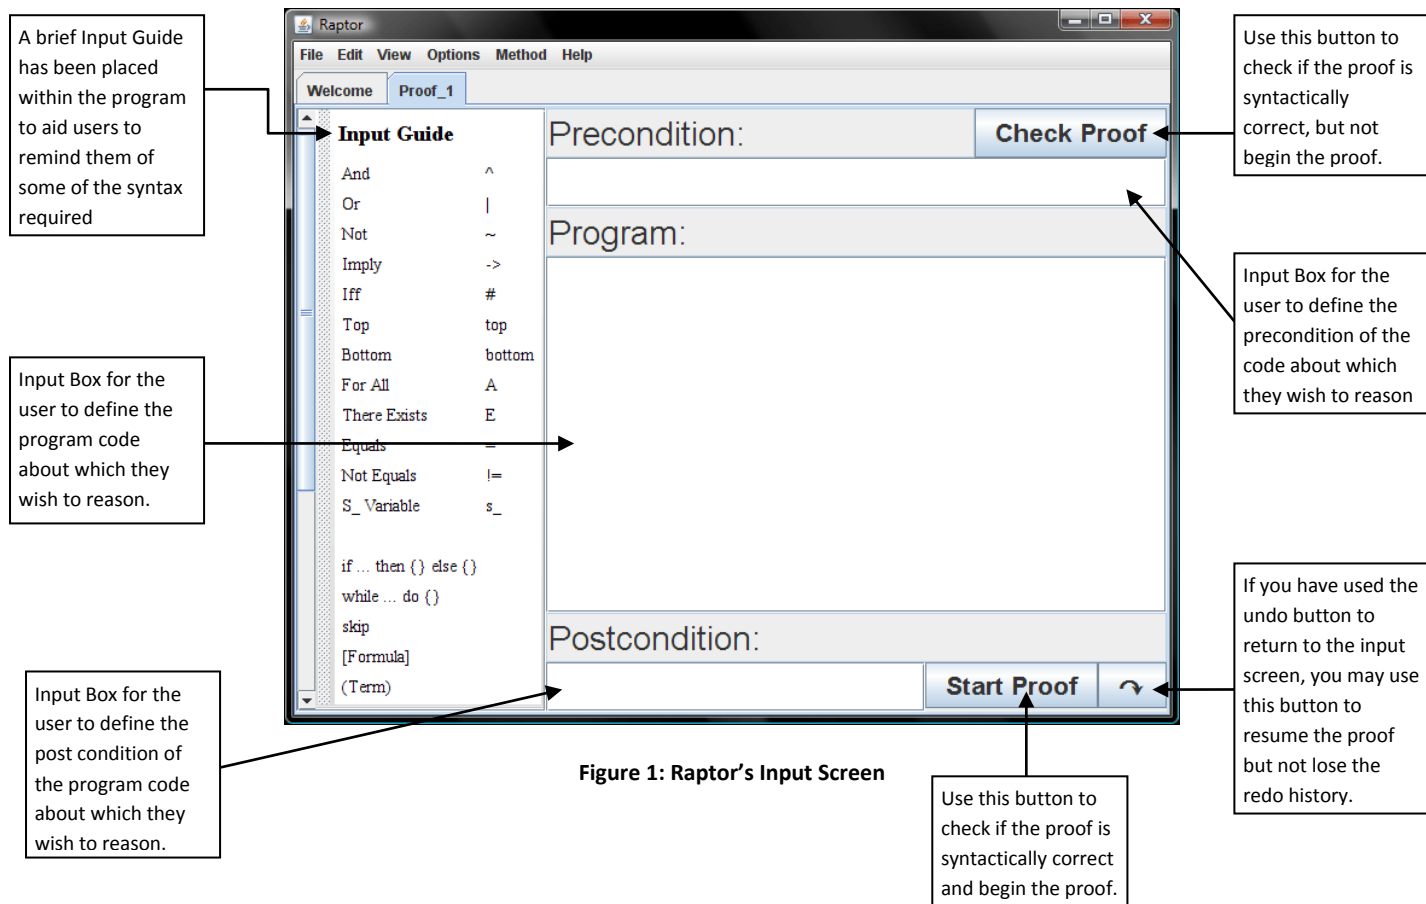 A brief Input Guide
has been placed
within the program
to aid users to
remind them of
some of the syntax
required
Input Box for the
user to define the
program code
about which they
wish to reason.
Input Box for the
user to define the
post condition of
the program code
about which they
wish to reason.
Raptor
File Edit View Options Method Help
Welcome Proof_1
Input Guide
And ^
Or |
Not ~
Imply ->
Iff #
Top top
Bottom bottom
For All A
There Exists E
Equals =
Not Equals !=
S_ Variable s_
if ... then {} else {}
while ... do {}
skip
[Formula]
(Term)
Precondition:
Check Proof
Program:
Postcondition:
Start Proof
Use this button to
check if the proof is
syntactically
correct, but not
begin the proof.
Input Box for the
user to define the
precondition of the
code about which
they wish to reason
If you have used the
undo button to
return to the input
screen, you may use
this button to
resume the proof
but not lose the
redo history.
Use this button to
check if the proof is
syntactically correct
and begin the proof.
Figure 1: Raptor's Input Screen